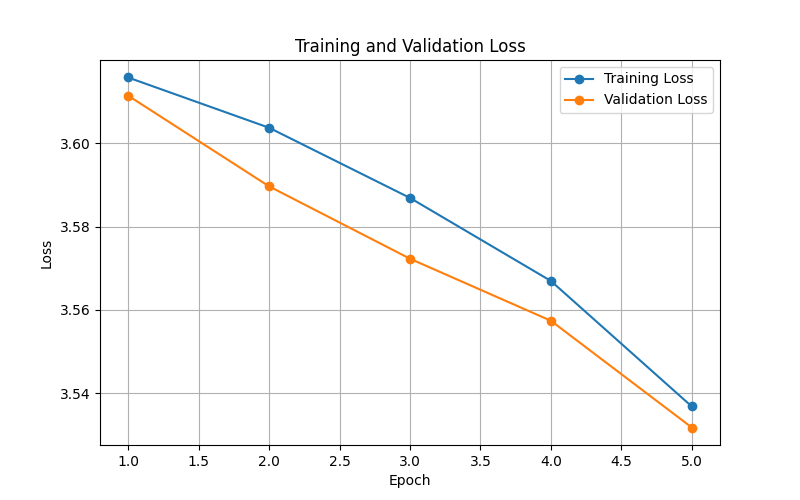 Training and Validation Loss
Training Loss
Validation Loss
3.60
3.58
3.56
3.54
Loss
1.0 1.5 2.0 2.5 3.0 3.5 4.0 4.5 5.0
Epoch